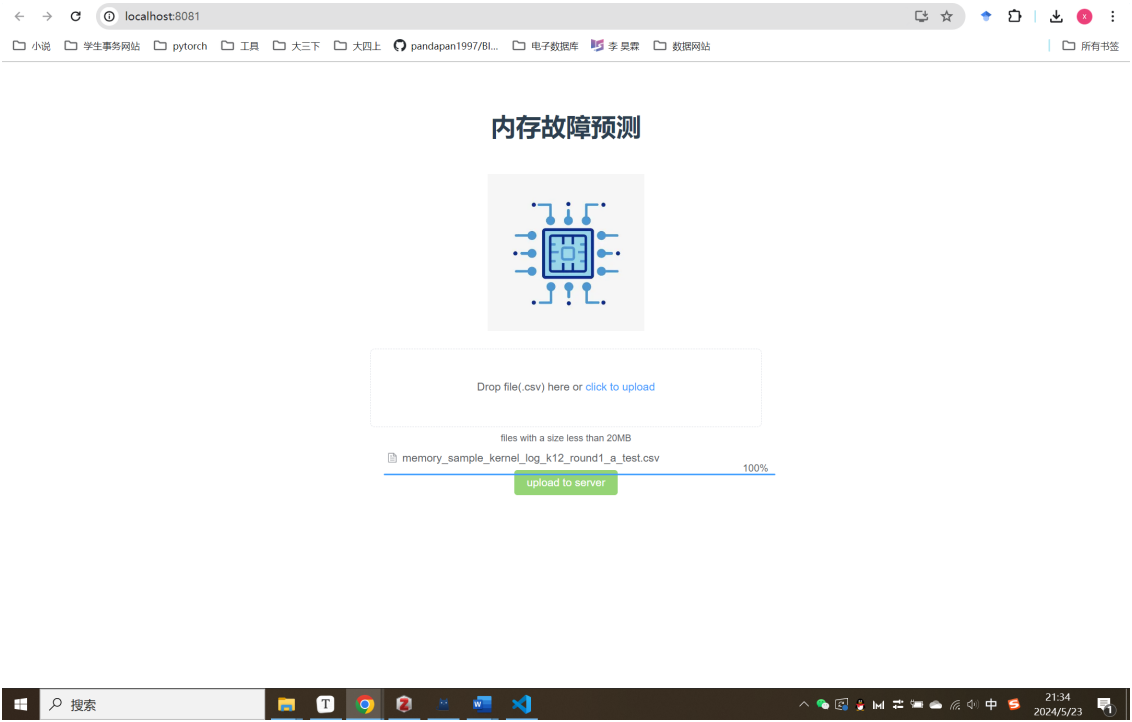 localhost:8081
x
小说 学生事务网站 pytorch 工具 大三下 大四上 pandapan1997/Bl... 电子数据库 李 昊霖 数据网站 所有书签
内存故障预测
Drop file(.csv) here or click to upload
files with a size less than 20MB
memory_sample_kernel_log_k12_round1_a_test.csv
100%
upload to server
搜索
T
Z
W
中
S
21:34
2024/5/23
1